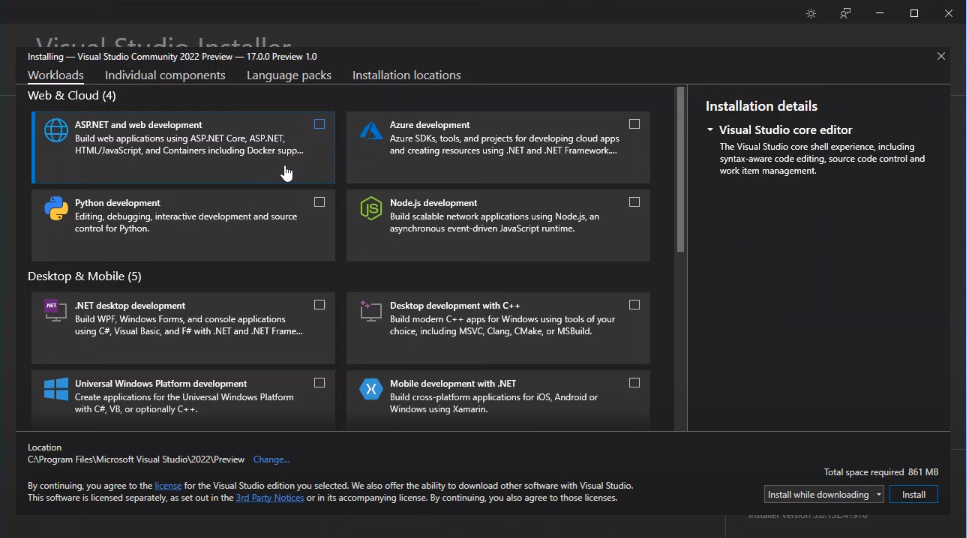 Visual Studio Installer
Installing — Visual Studio Community 2022 Preview — 17.0.0 Preview 1.0
Workloads Individual components Language packs Installation locations
Web & Cloud (4)
ASP.NET and web development
Build web applications using ASP.NET Core, ASP.NET,
HTML/JavaScript, and Containers including Docker supp...
Azure development
Azure SDKs, tools, and projects for developing cloud apps
and creating resources using .NET and .NET Framework....
Python development
Editing, debugging, interactive development and source
control for Python.
JS
Node.js development
Build scalable network applications using Node.js, an
asynchronous event-driven JavaScript runtime.
Desktop & Mobile (5)
.NET
.NET desktop development
Build WPF, Windows Forms, and console applications
using C#, Visual Basic, and F# with .NET and .NET Frame...
Desktop development with C++
Build modern C++ apps for Windows using tools of your
choice, including MSVC, Clang, CMake, or MSBuild.
Universal Windows Platform development
Create applications for the Universal Windows Platform
with C#, VB, or optionally C++.
Mobile development with .NET
Build cross-platform applications for iOS, Android or
Windows using Xamarin.
Installation details
Visual Studio core editor
The Visual Studio core shell experience, including
syntax-aware code editing, source code control and
work item management.
Location
C:\Program Files\Microsoft Visual Studio\2022\Preview Change...
Total space required 861 MB
By continuing, you agree to the license for the Visual Studio edition you selected. We also offer the ability to download other software with Visual Studio.
This software is licensed separately, as set out in the 3rd Party Notices or in its accompanying license. By continuing, you also agree to those licenses.
Install while downloading Install